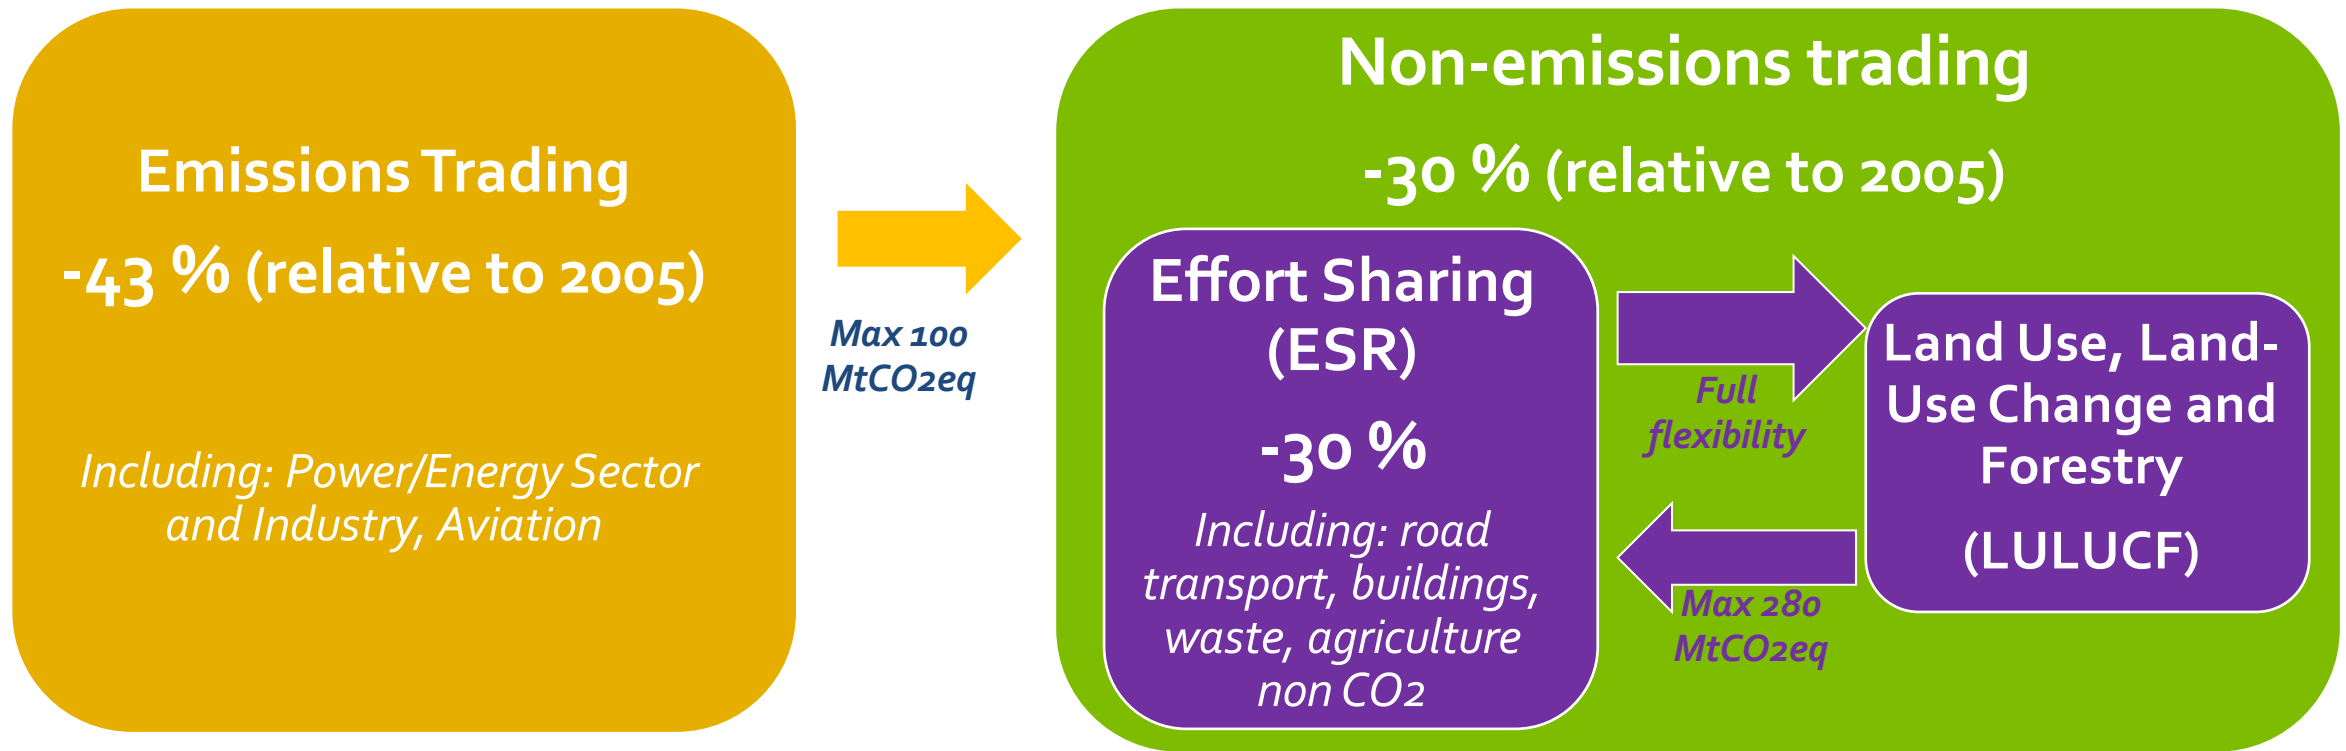 Emissions Trading
-43 % (relative to 2005)
Including: Power/Energy Sector
and Industry, Aviation
Max 100
MtCO2eq
Non-emissions trading
-30 % (relative to 2005)
Effort Sharing
(ESR)
-30 %
Including: road
transport, buildings,
waste, agriculture
non CO2
Full
flexibility
Max 280
MtCO2eq
Land Use, Land-
Use Change and
Forestry
(LULUCF)